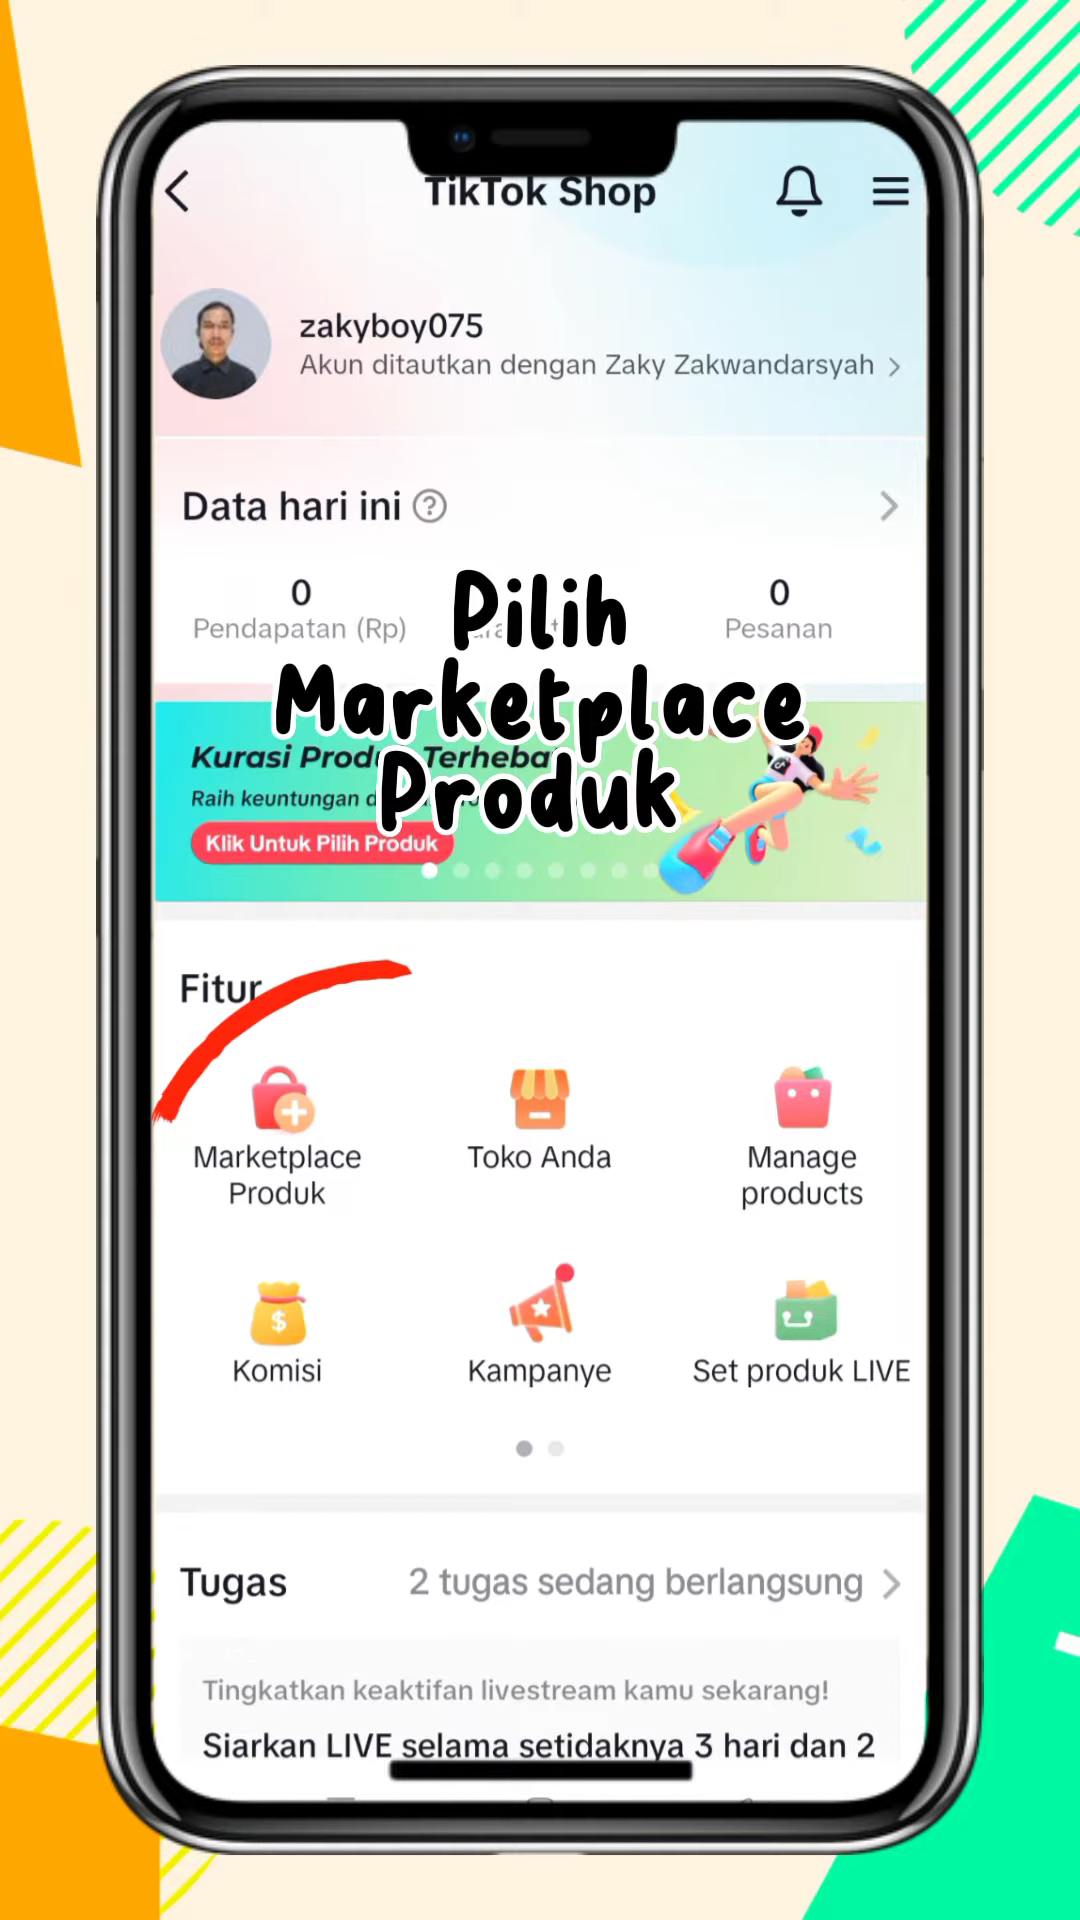 TikTok Shop
zakyboy075
Akun ditautkan dengan Zaky Zakwandarsyah
Data hari ini
0
Pendapatan (Rp)
0
Pesanan
Pilih
Marketplace
Produk
Kurasi
Raih keuntungan
Klik Untuk Pilih Produk
Fitur
Marketplace
Produk
Toko Anda
Manage
products
Komisi
Kampanye
Set produk LIVE
Tugas
2 tugas sedang berlangsung
Tingkatkan keaktifan livestream kamu sekarang!
Siarkan LIVE selama setidaknya 3 hari dan 2